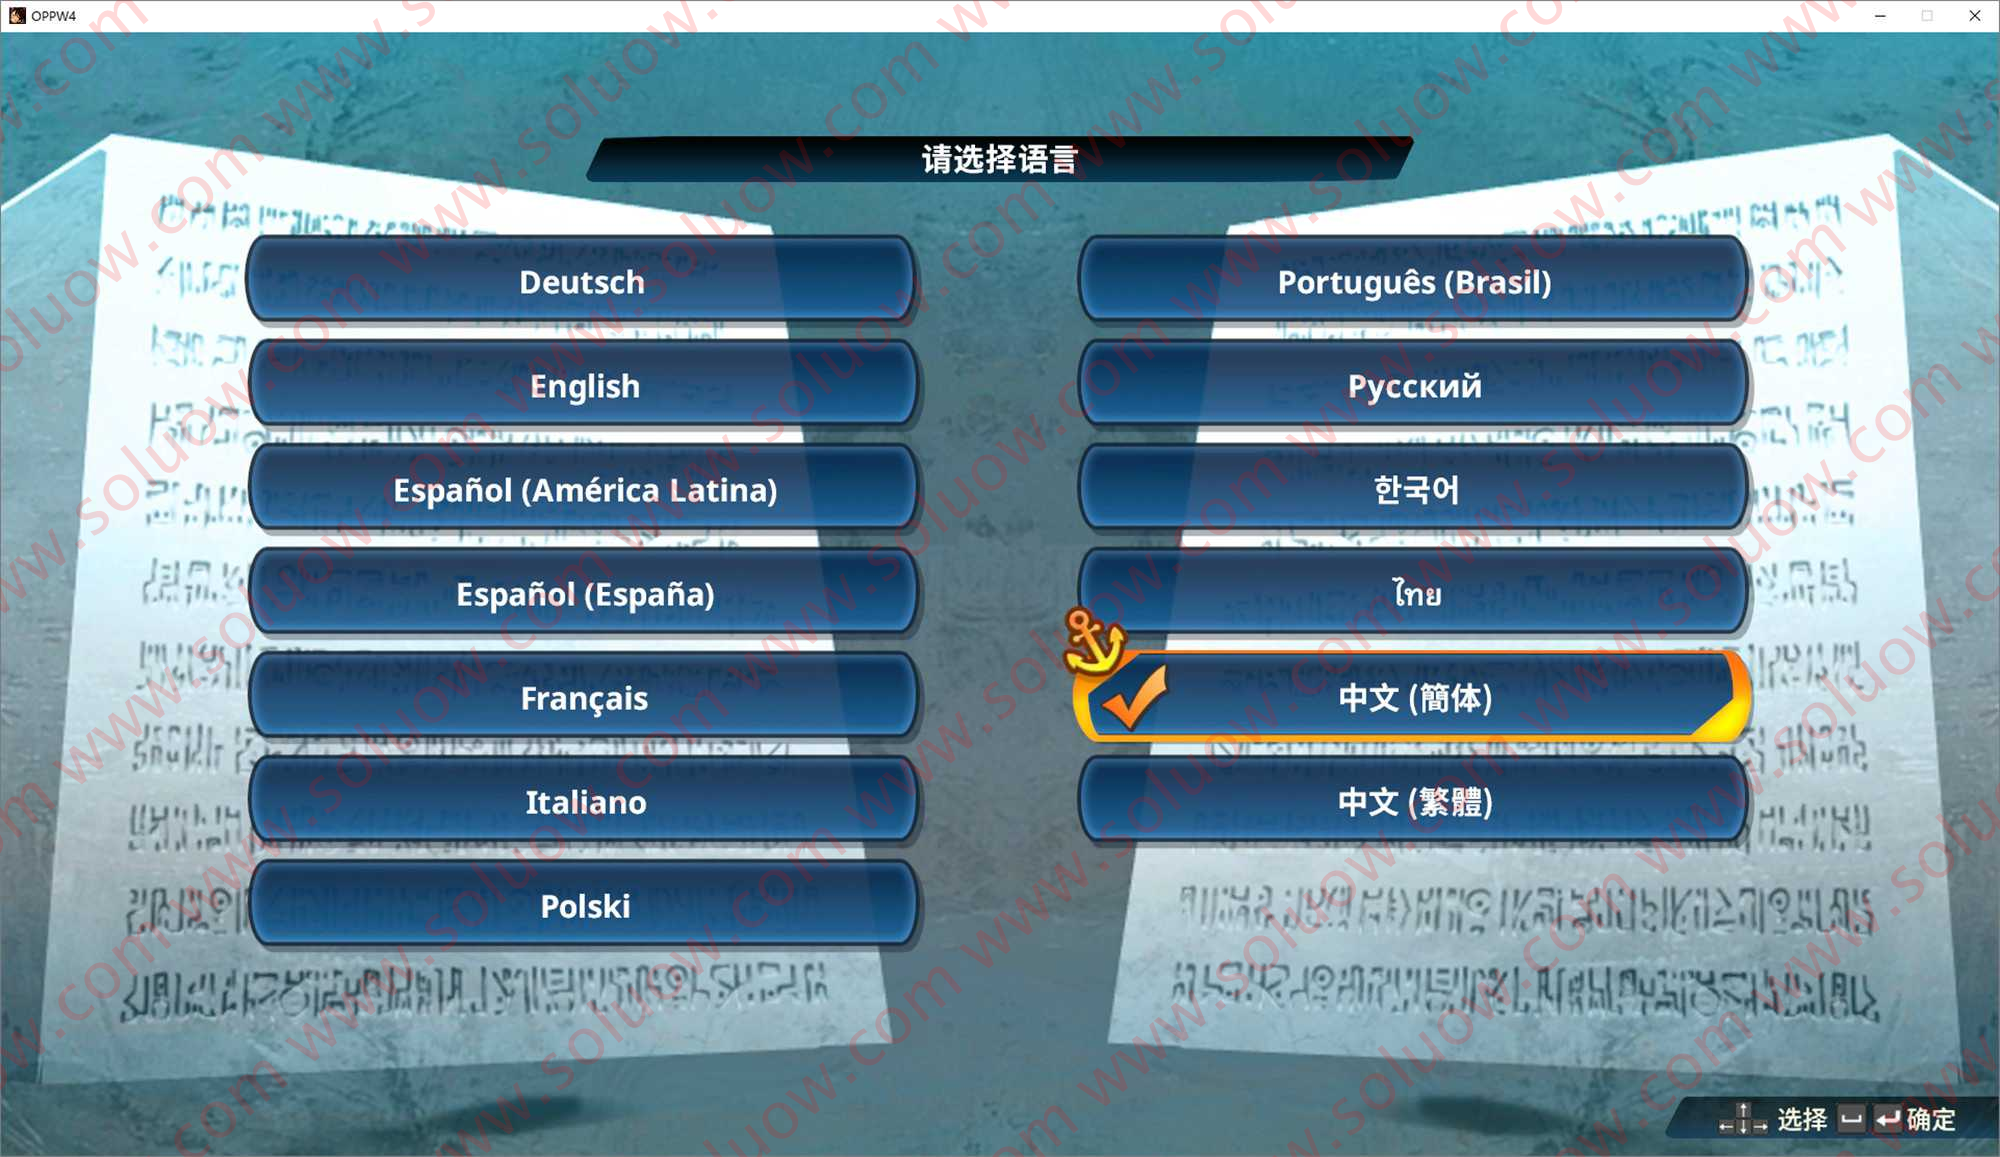 OPPW4
请选择语言
Deutsch
English
Español (América Latina)
Español (España)
Français
Italiano
Polski
Português (Brasil)
Русский
한국어
ไทย
中文 (簡体)
中文 (繁體)
选择 确定
www.soluow.com